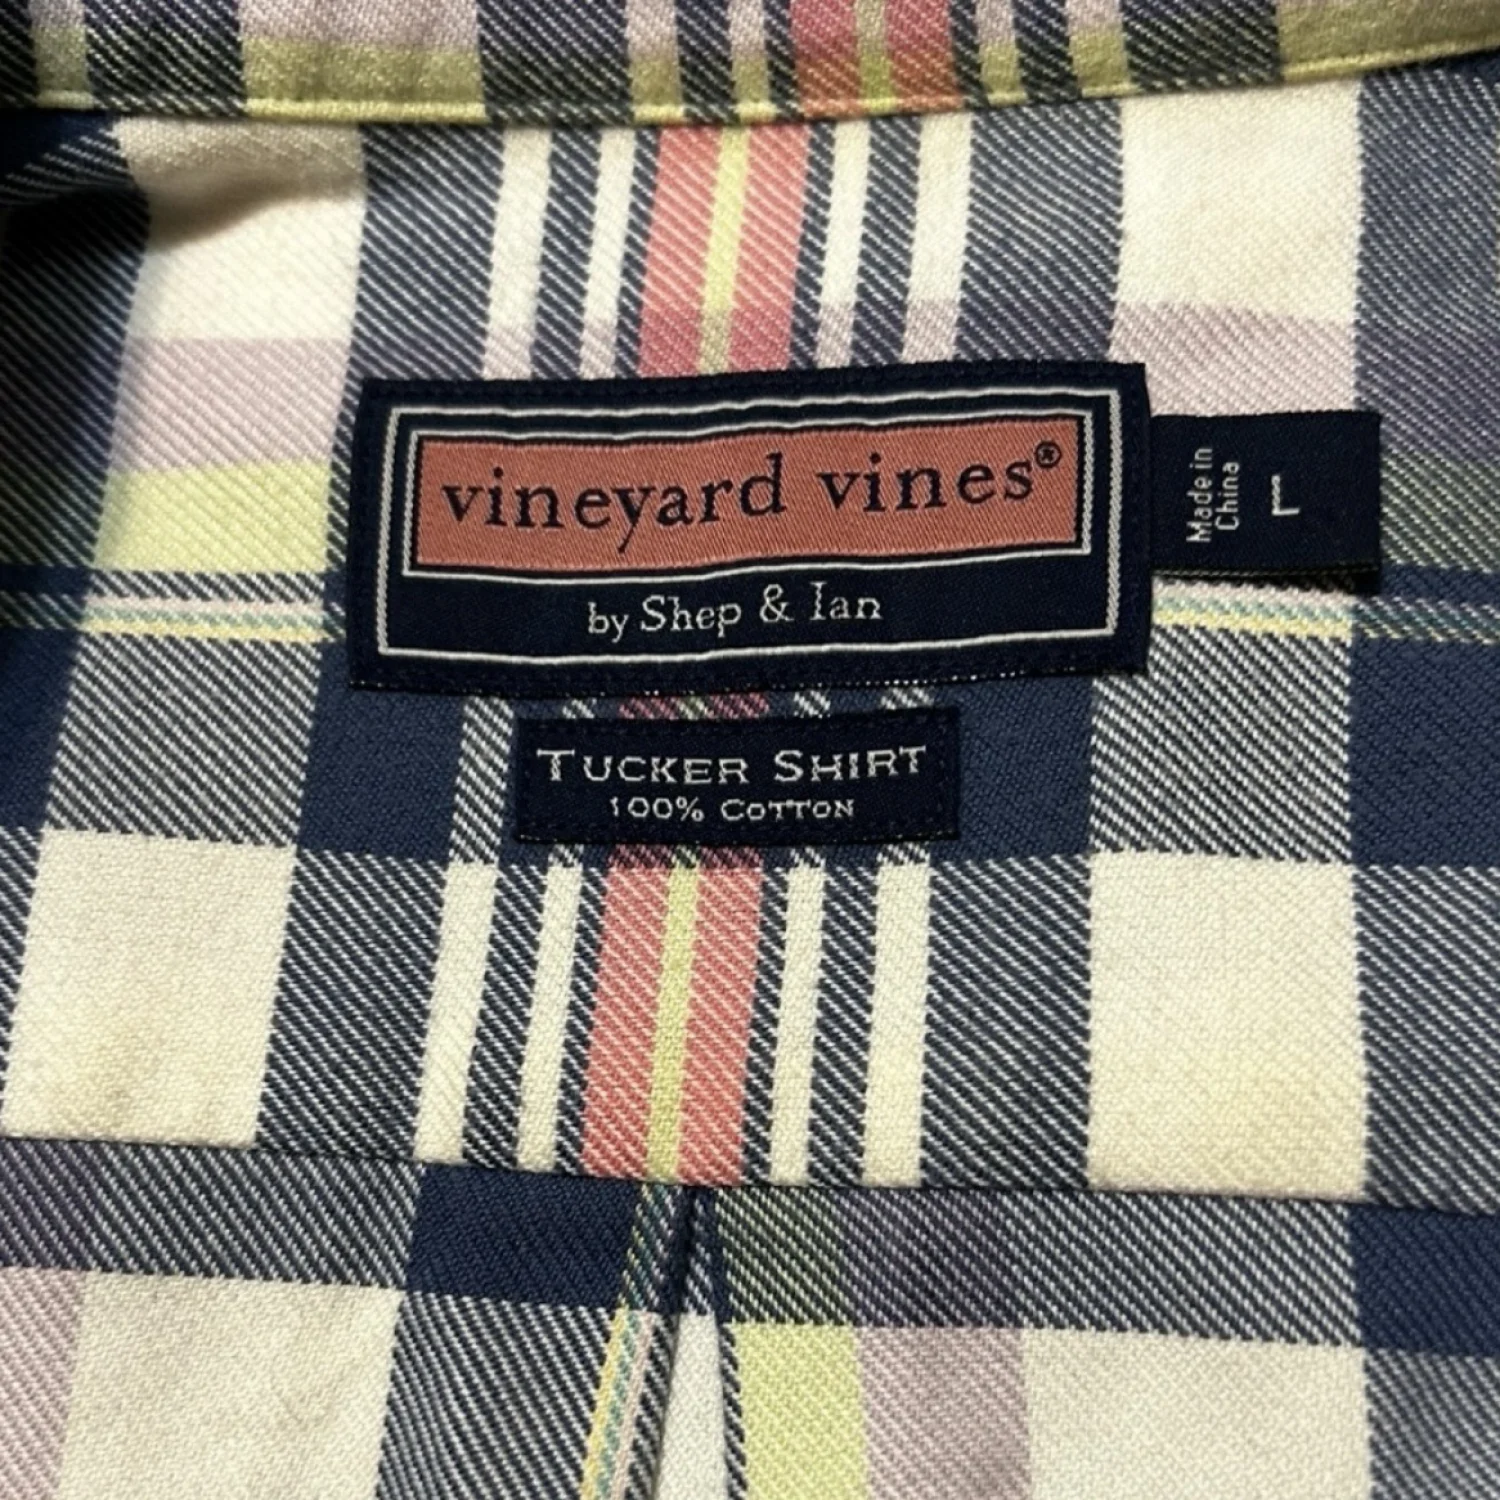 vineyard vines®
by Shep & Ian
Made in
China
L
TUCKER SHIRT
100% COTTON